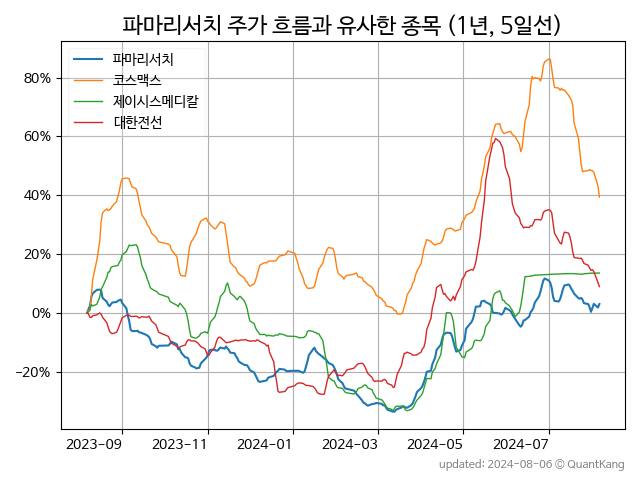 파마리서치 주가 흐름과 유사한 종목 (1년, 5일선)
파마리서치
코스맥스
제이시스메디칼
대한전선
80%
60%
40%
20%
0%
−20%
2023-09 2023-11 2024-01 2024-03 2024-05 2024-07
updated: 2024-08-06 © QuantKang